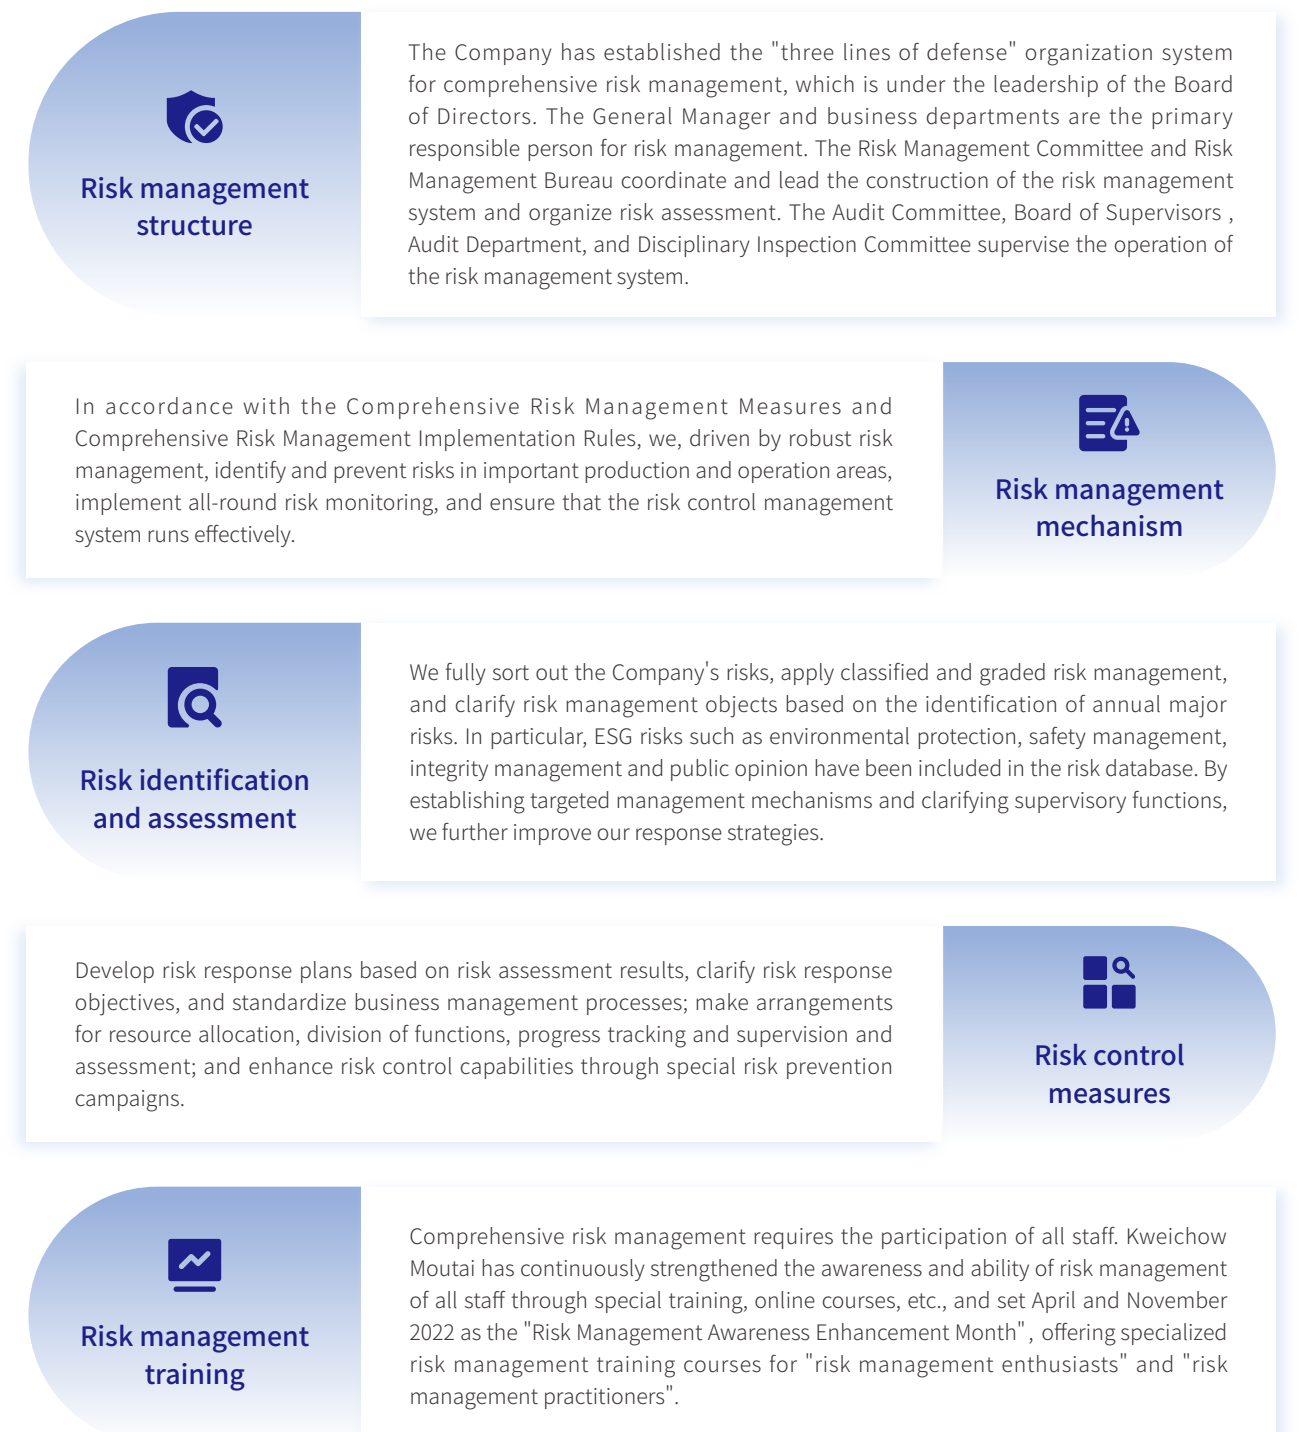 Risk management
structure
The Company has established the "three lines of defense" organization system
for comprehensive risk management, which is under the leadership of the Board
of Directors. The General Manager and business departments are the primary
responsible person for risk management. The Risk Management Committee and Risk
Management Bureau coordinate and lead the construction of the risk management
system and organize risk assessment. The Audit Committee, Board of Supervisors ,
Audit Department, and Disciplinary Inspection Committee supervise the operation of
the risk management system.
In accordance with the Comprehensive Risk Management Measures and
Comprehensive Risk Management Implementation Rules, we, driven by robust risk
management, identify and prevent risks in important production and operation areas,
implement all-round risk monitoring, and ensure that the risk control management
system runs effectively.
Risk management
mechanism
Risk identification
and assessment
We fully sort out the Company's risks, apply classified and graded risk management,
and clarify risk management objects based on the identification of annual major
risks. In particular, ESG risks such as environmental protection, safety management,
integrity management and public opinion have been included in the risk database. By
establishing targeted management mechanisms and clarifying supervisory functions,
we further improve our response strategies.
Develop risk response plans based on risk assessment results, clarify risk response
objectives, and standardize business management processes; make arrangements
for resource allocation, division of functions, progress tracking and supervision and
assessment; and enhance risk control capabilities through special risk prevention
campaigns.
Risk control
measures
Risk management
training
Comprehensive risk management requires the participation of all staff. Kweichow
Moutai has continuously strengthened the awareness and ability of risk management
of all staff through special training, online courses, etc., and set April and November
2022 as the "Risk Management Awareness Enhancement Month" , offering specialized
risk management training courses for "risk management enthusiasts" and "risk
management practitioners".